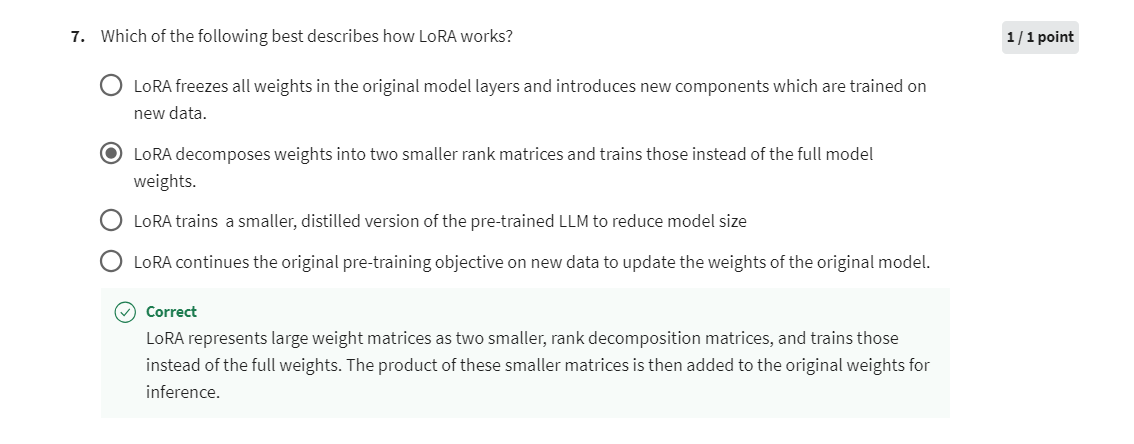 7. Which of the following best describes how LoRA works?
1 / 1 point
LoRA freezes all weights in the original model layers and introduces new components which are trained on
new data.
LoRA decomposes weights into two smaller rank matrices and trains those instead of the full model
weights.
LoRA trains a smaller, distilled version of the pre-trained LLM to reduce model size
LoRA continues the original pre-training objective on new data to update the weights of the original model.
Correct
LoRA represents large weight matrices as two smaller, rank decomposition matrices, and trains those
instead of the full weights. The product of these smaller matrices is then added to the original weights for
inference.